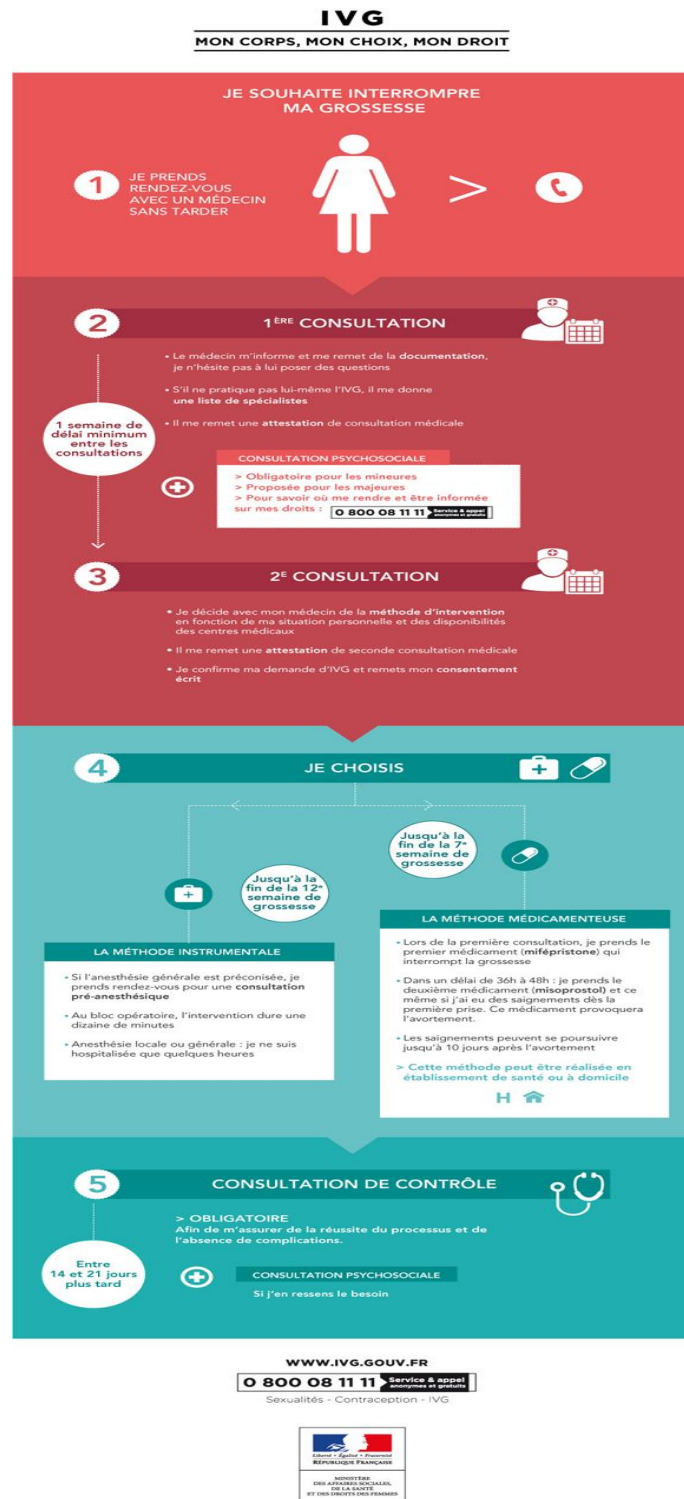 IVG
MON CORPS, MON CHOIX, MON DROIT
JE SOUHAITE INTERROMPRE
MA GROSSESSE
1
JE PRENDS
RENDEZ-VOUS
AVEC UN MÉDECIN
SANS TARDER
>
2
1ÈRE CONSULTATION
• Le médecin m'informe et me remet de la documentation,
je n'hésite pas à lui poser des questions
• S'il ne pratique pas lui-même l'IVG, il me donne
une liste de spécialistes
• Il me remet une attestation de consultation médicale
1 semaine de
délai minimum
entre les
consultations
CONSULTATION PSYCHOSOCIALE
> Obligatoire pour les mineures
> Proposée pour les majeures
> Pour savoir où me rendre et être informée
sur mes droits : 0 800 08 11 11 Service & appel
anonymes et gratuits
3
2E CONSULTATION
• Je décide avec mon médecin de la méthode d'intervention
en fonction de ma situation personnelle et des disponibilités
des centres médicaux
• Il me remet une attestation de seconde consultation médicale
• Je confirme ma demande d'IVG et remets mon consentement
écrit
4
JE CHOISIS
Jusqu'à la
fin de la 12e
semaine de
grossesse
LA MÉTHODE INSTRUMENTALE
• Si l'anesthésie générale est préconisée, je
prends rendez-vous pour une consultation
pré-anesthésique
• Au bloc opératoire, l'intervention dure une
dizaine de minutes
• Anesthésie locale ou générale : je ne suis
hospitalisée que quelques heures
Jusqu'à la
fin de la 7e
semaine de
grossesse
LA MÉTHODE MÉDICAMENTEUSE
• Lors de la première consultation, je prends le
premier médicament (mifépristone) qui
interrompt la grossesse
• Dans un délai de 36h à 48h : je prends le
deuxième médicament (misoprostol) et ce
même si j'ai eu des saignements dès la
première prise. Ce médicament provoquera
l'avortement.
• Les saignements peuvent se poursuivre
jusqu'à 10 jours après l'avortement
> Cette méthode peut être réalisée en
établissement de santé ou à domicile
H
5
CONSULTATION DE CONTRÔLE
> OBLIGATOIRE
Afin de m'assurer de la réussite du processus et de
l'absence de complications.
Entre
14 et 21 jours
plus tard
CONSULTATION PSYCHOSOCIALE
Si j'en ressens le besoin
WWW.IVG.GOUV.FR
0 800 08 11 11 Service & appel
anonymes et gratuits
Sexualités - Contraception - IVG
Liberté • Égalité • Fraternité
RÉPUBLIQUE FRANÇAISE
MINISTÈRE
DES AFFAIRES SOCIALES,
DE LA SANTÉ
ET DES DROITS DES FEMMES